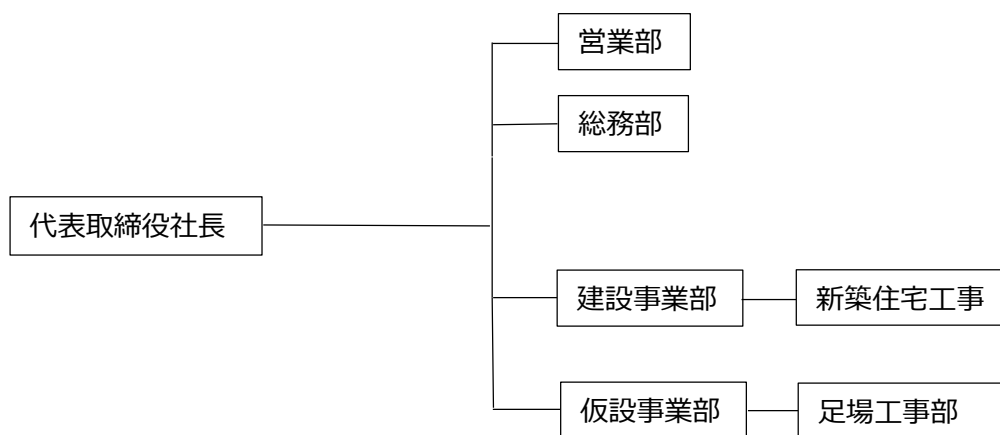 営業部
総務部
代表取締役社長
建設事業部
新築住宅工事
仮設事業部
足場工事部